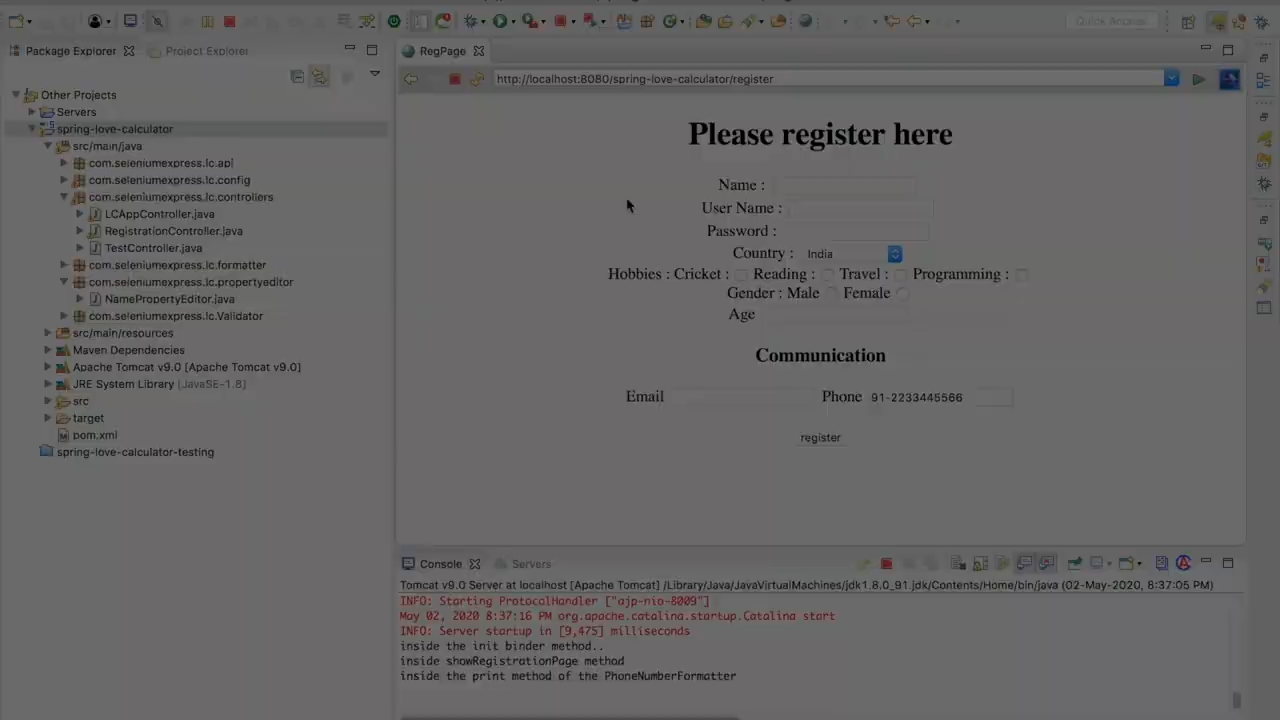 Quick Access
Package Explorer
Project Explorer
Other Projects
Servers
spring-love-calculator
src/main/java
com.seleniumexpress.lc.api
com.seleniumexpress.lc.config
com.seleniumexpress.lc.controllers
LCAppController.java
RegistrationController.java
TestController.java
com.seleniumexpress.lc.formatter
com.seleniumexpress.lc.propertyeditor
NamePropertyEditor.java
com.seleniumexpress.lc.Validator
src/main/resources
Maven Dependencies
Apache Tomcat v9.0 [Apache Tomcat v9.0]
JRE System Library [JavaSE-1.8]
src
target
pom.xml
spring-love-calculator-testing
RegPage
http://localhost:8080/spring-love-calculator/register
Please register here
Name :
User Name :
Password :
Country : India
Hobbies : Cricket : Reading : Travel : Programming :
Gender : Male Female
Age
Communication
Email Phone 91-2233445566
register
Console Servers
Tomcat v9.0 Server at localhost [Apache Tomcat] /Library/Java/JavaVirtualMachines/jdk1.8.0_91.jdk/Contents/Home/bin/java (02-May-2020, 8:37:05 PM)
INFO: Starting ProtocolHandler ["ajp-nio-8009"]
May 02, 2020 8:37:16 PM org.apache.catalina.startup.Catalina start
INFO: Server startup in [9,475] milliseconds
inside the init binder method..
inside showRegistrationPage method
inside the print method of the PhoneNumberFormatter